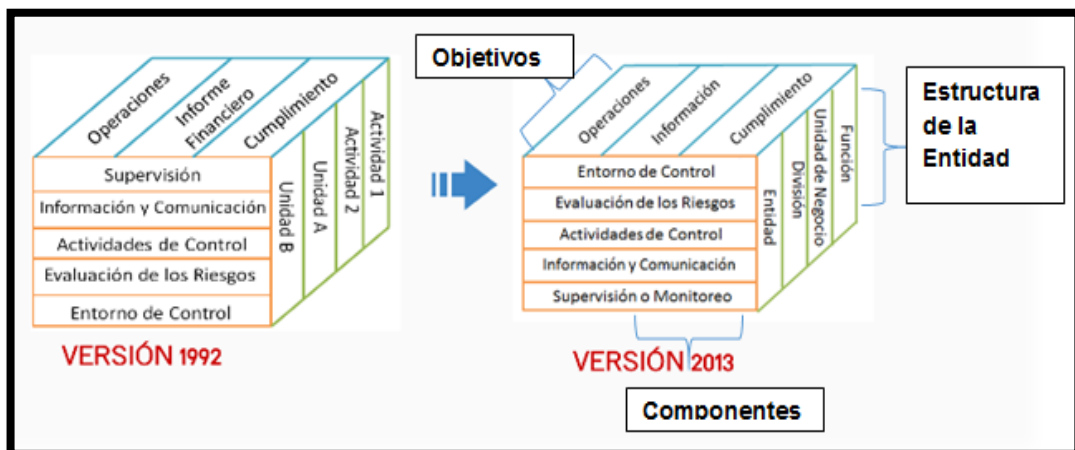 Objetivos
Operaciones
Informe
Financiero
Cumplimiento
Supervisión
Información y Comunicación
Actividades de Control
Evaluación de los Riesgos
Entorno de Control
Unidad B
Unidad A
Actividad 2
Actividad 1
VERSIÓN 1992
Operaciones
Información
Cumplimiento
Entorno de Control
Evaluación de los Riesgos
Actividades de Control
Información y Comunicación
Supervisión o Monitoreo
Entidad
División
Unidad de Negocio
Función
Estructura
de la
Entidad
VERSIÓN 2013
Componentes